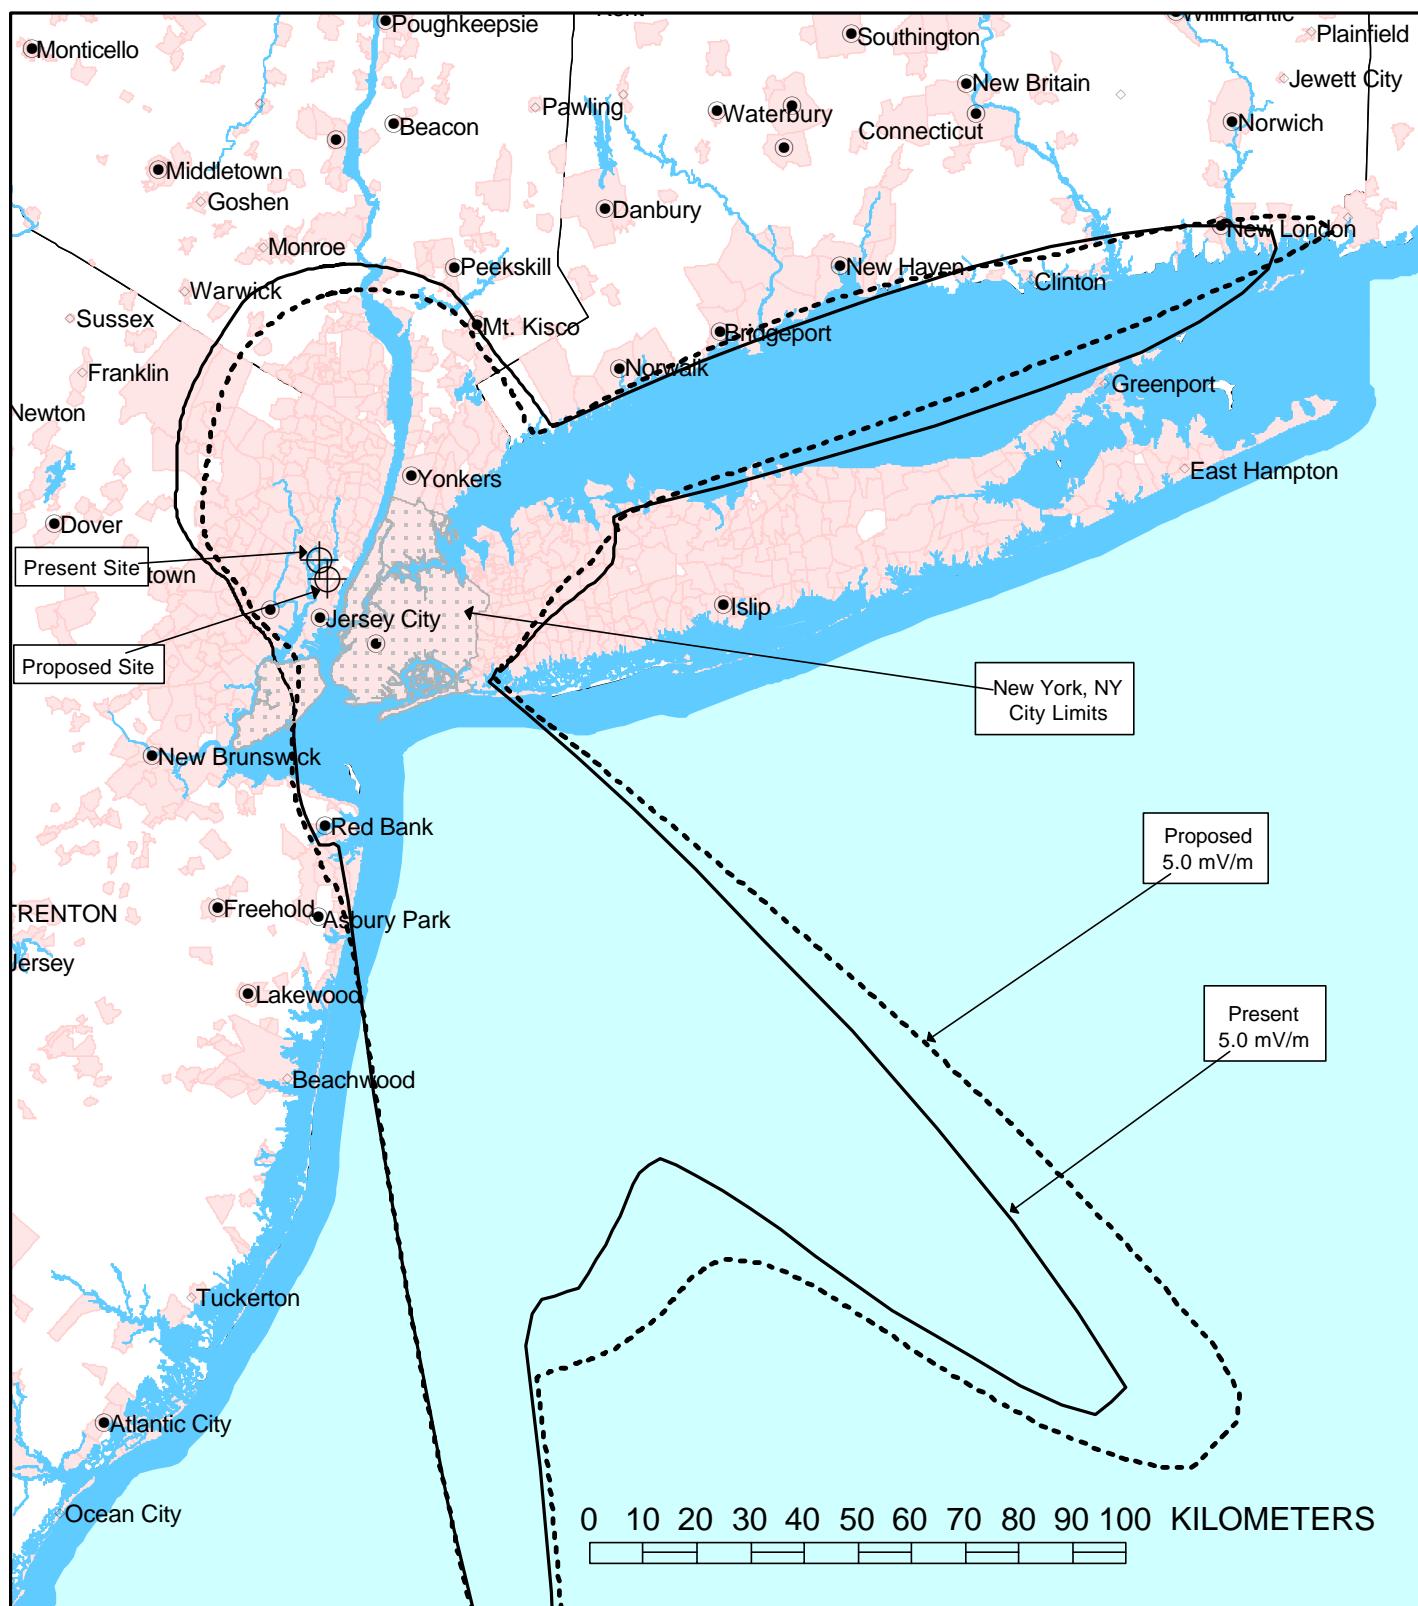 Poughkeepsie
Willimantic
Monticello
Southington
Plainfield
New Britain
Jewett City
Pawling
Waterbury
Beacon
Connecticut
Norwich
Middletown
Goshen
Danbury
Monroe
New London
Peekskill
New Haven
Clinton
Warwick
Sussex
Mt. Kisco
Bridgeport
Franklin
Norwalk
Greenport
Newton
Yonkers
East Hampton
Dover
Present Site
town
Jersey City
Islip
Proposed Site
New York, NY
City Limits
New Brunswick
Red Bank
Proposed
5.0 mV/m
TRENTON
Freehold
Asbury Park
Jersey
Lakewood
Present
5.0 mV/m
Beachwood
Tuckerton
Atlantic City
Ocean City
0 10 20 30 40 50 60 70 80 90 100 KILOMETERS